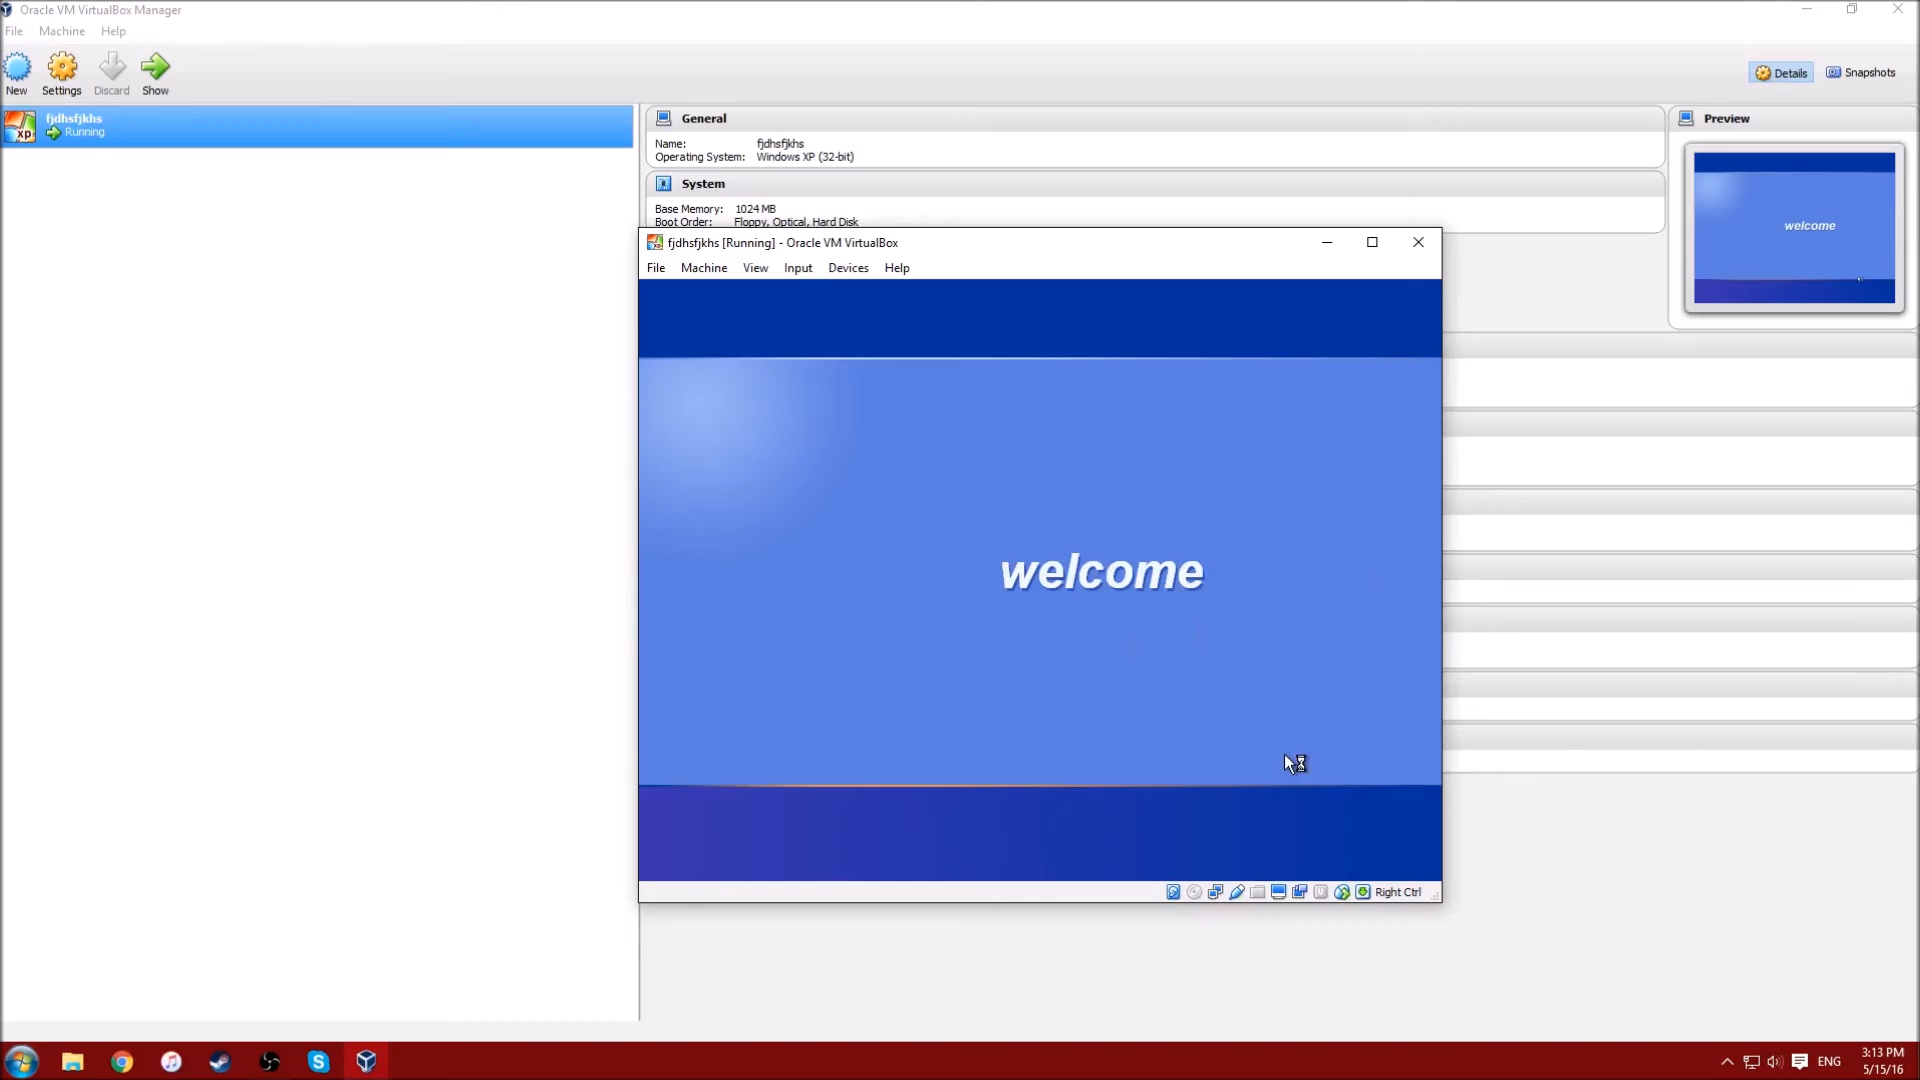 Oracle VM VirtualBox Manager
File Machine Help
New Settings Discard Show
Details Snapshots
fjdhsfjkhs
Running
xp
General
Name: fjdhsfjkhs
Operating System: Windows XP (32-bit)
System
Base Memory: 1024 MB
Boot Order: Floppy, Optical, Hard Disk
Preview
welcome
fjdhsfjkhs [Running] - Oracle VM VirtualBox
File Machine View Input Devices Help
welcome
Right Ctrl
ENG
3:13 PM
5/15/16